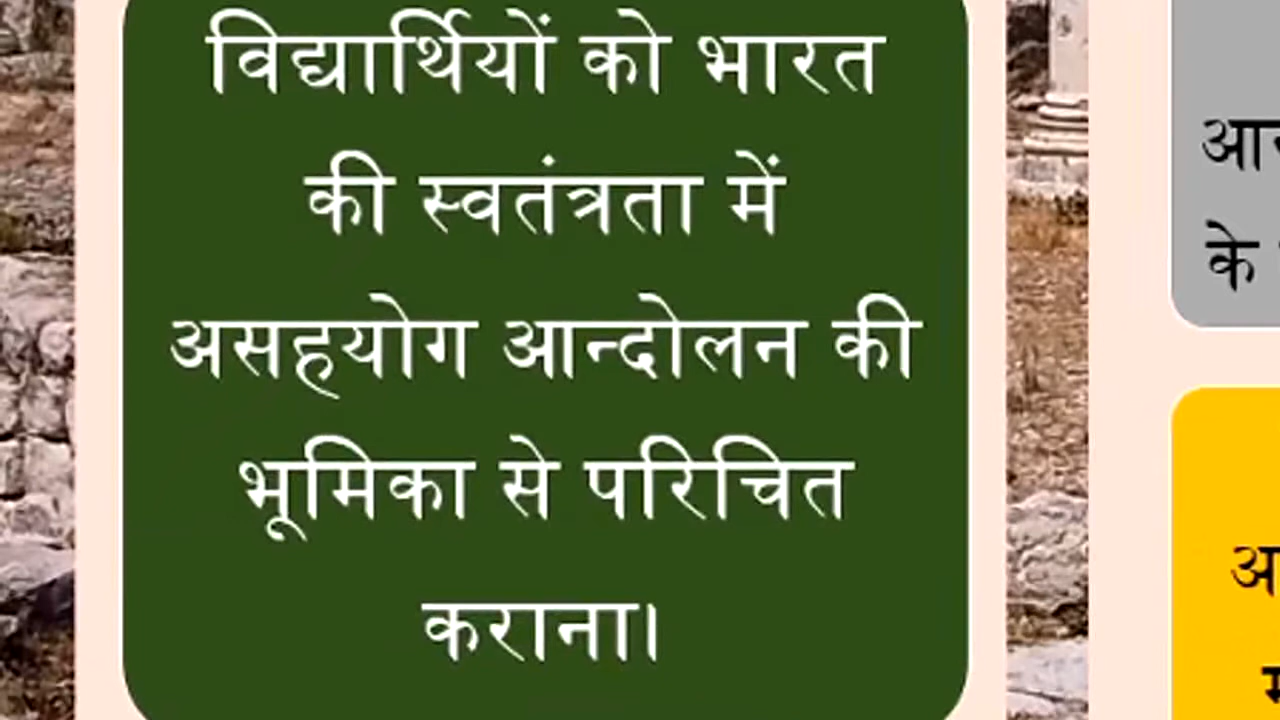 विद्यार्थियों को भारत
की स्वतंत्रता में
असहयोग आन्दोलन की
भूमिका से परिचित
कराना।
के